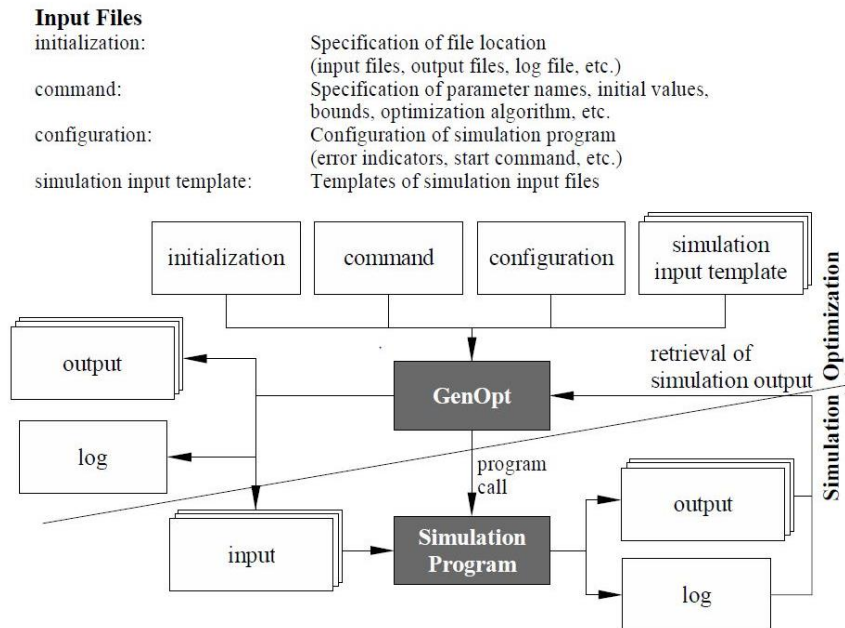 Input Files
initialization: Specification of file location
(input files, output files, log file, etc.)
command: Specification of parameter names, initial values,
bounds, optimization algorithm, etc.
configuration: Configuration of simulation program
(error indicators, start command, etc.)
simulation input template: Templates of simulation input files
initialization
command
configuration
simulation
input template
output
GenOpt
retrieval of
simulation output
Optimization
Simulation
log
program
call
output
input
Simulation
Program
log